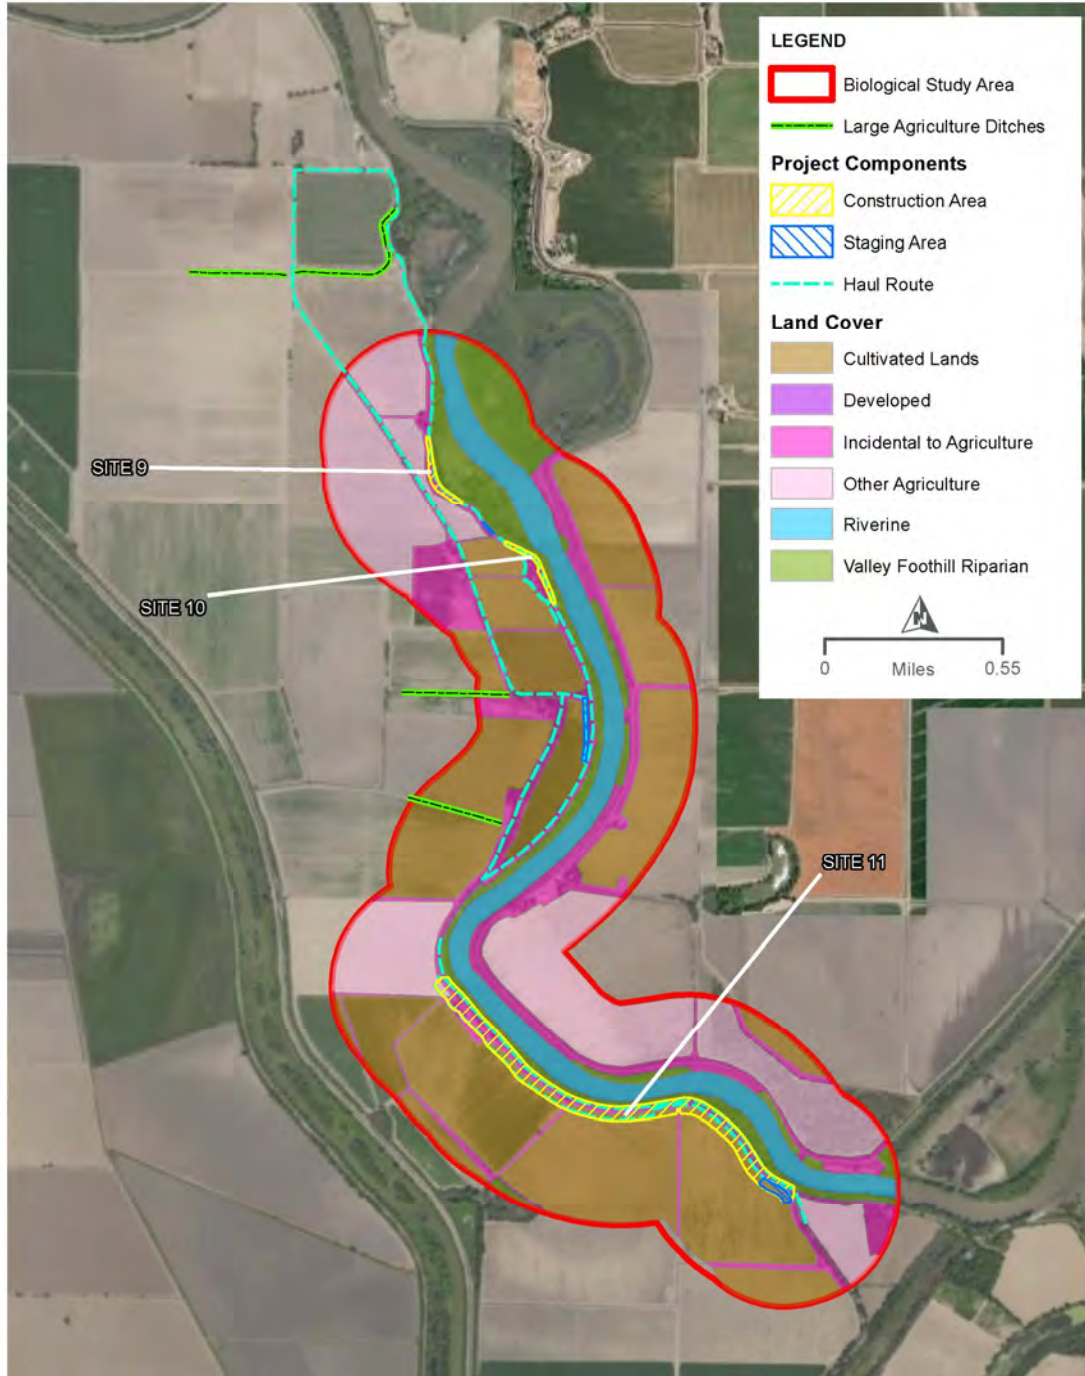 LEGEND
Biological Study Area
Large Agriculture Ditches
Project Components
Construction Area
Staging Area
Haul Route
Land Cover
Cultivated Lands
Developed
Incidental to Agriculture
Other Agriculture
Riverine
Valley Foothill Riparian
N
0 Miles 0.55
SITE 9
SITE 10
SITE 11